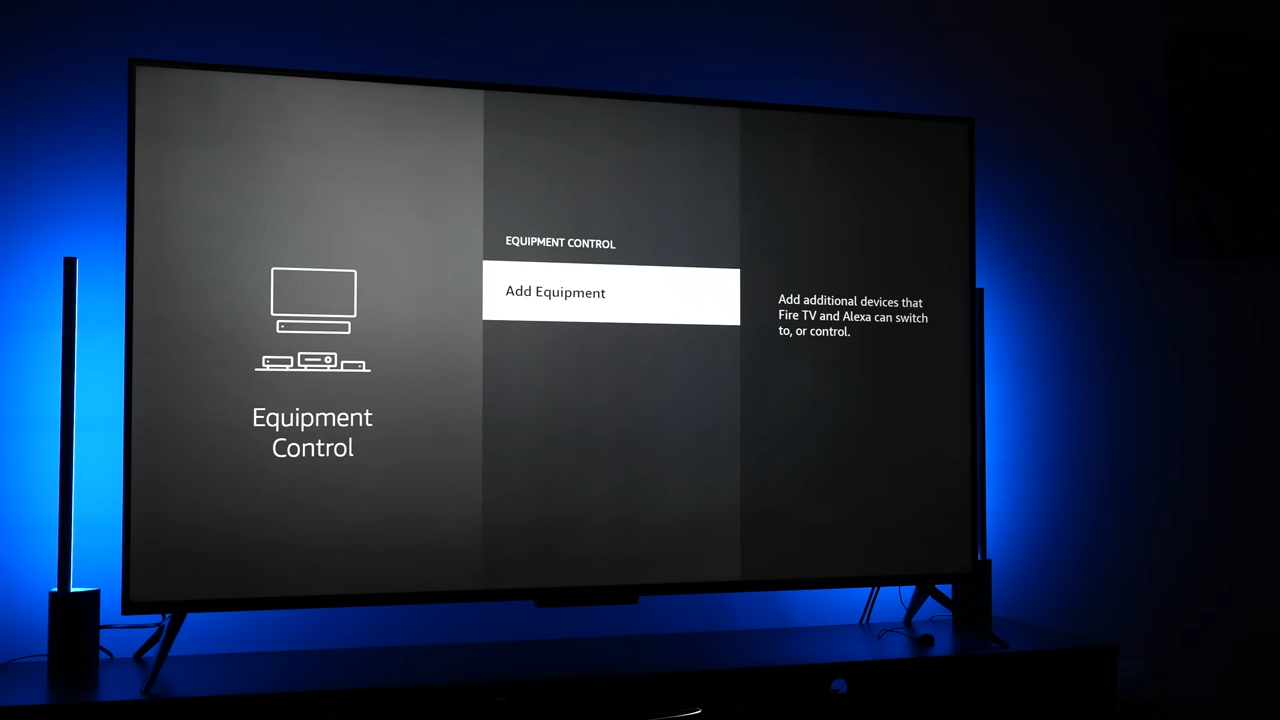 Equipment
Control
EQUIPMENT CONTROL
Add Equipment
Add additional devices that
Fire TV and Alexa can switch
to, or control.